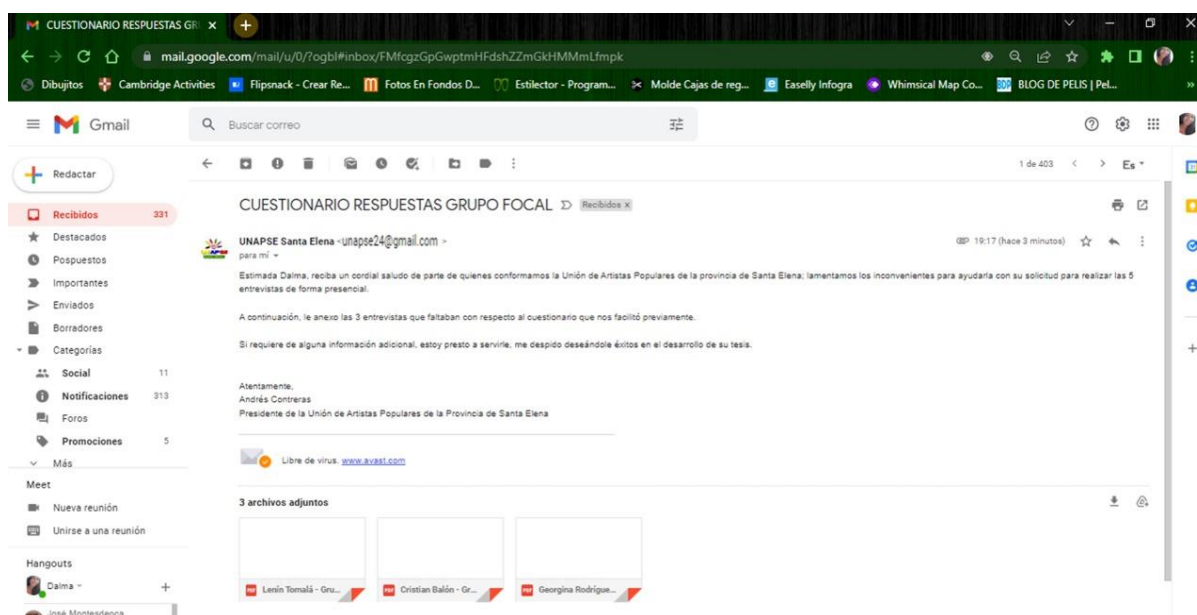 CUESTIONARIO RESPUESTAS GR
mail.google.com/mail/u/0/?ogbl#inbox/FMfcgzGpGwptmHFdshZZmGkHMMmLfmpk
Dibujitos Cambridge Activities Flipsnack - Crear Re... Fotos En Fondos D... Estilector - Program... Molde Cajas de reg... Easelly Infogra Whimsical Map Co... BLOG DE PELIS | Pel... »
Gmail
Buscar correo
Redactar
1 de 403
Es
Recibidos 331
Destacados
Pospuestos
Importantes
Enviados
Borradores
Categorías
Social 11
Notificaciones 313
Foros
Promociones 5
Más
Meet
Nueva reunión
Unirse a una reunión
Hangouts
Dalma
José Montesdeoca
CUESTIONARIO RESPUESTAS GRUPO FOCAL Recibidos x
UNAPSE Santa Elena <unapse24@gmail.com >
19:17 (hace 3 minutos)
para mí
Estimada Dalma, reciba un cordial saludo de parte de quienes conformamos la Unión de Artistas Populares de la provincia de Santa Elena; lamentamos los inconvenientes para ayudarla con su solicitud para realizar las 5
entrevistas de forma presencial.
A continuación, le anexo las 3 entrevistas que faltaban con respecto al cuestionario que nos facilitó previamente.
Si requiere de alguna información adicional, estoy presto a servirle, me despido deseándole éxitos en el desarrollo de su tesis.
Atentamente,
Andrés Contreras
Presidente de la Unión de Artistas Populares de la Provincia de Santa Elena
Libre de virus. www.avast.com
3 archivos adjuntos
PDF Lenin Tomalá - Gru... PDF Cristian Balón - Gr... PDF Georgina Rodrígue...